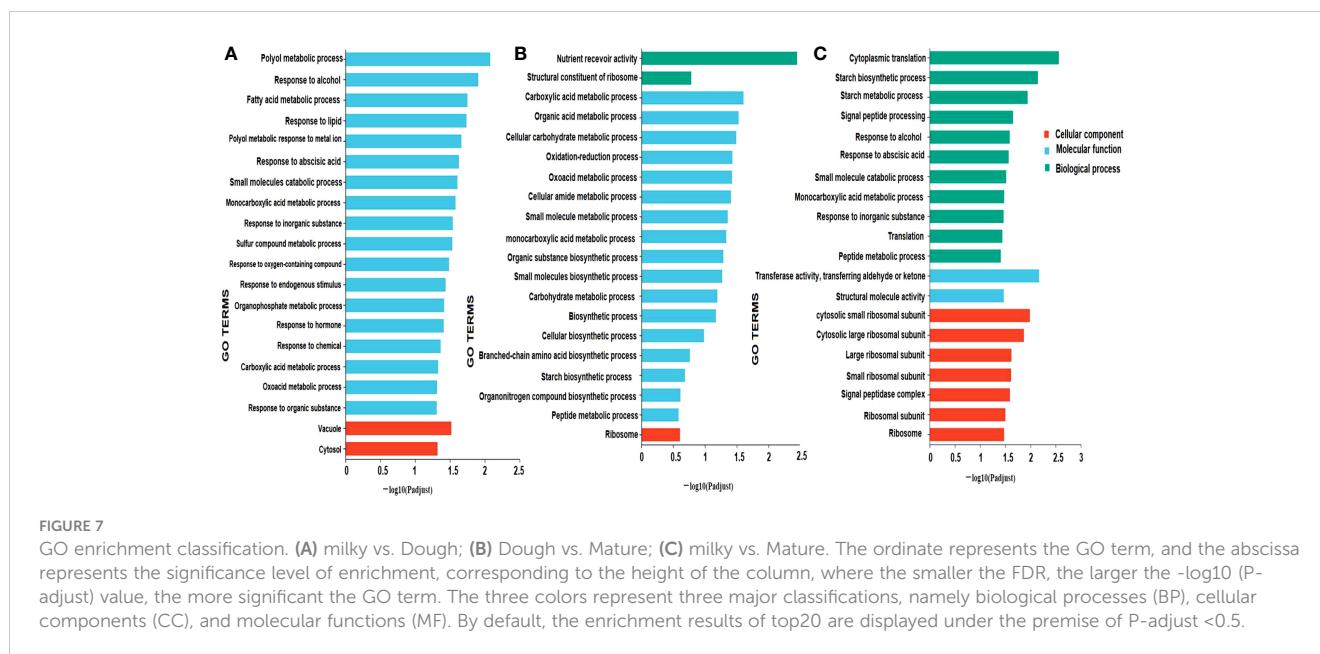 A
Polyol metabolic process
Response to alcohol
Fatty acid metabolic process
Response to lipid
Polyol metabolic response to metal ion
Response to abscisic acid
Small molecules catabolic process
Monocarboxylic acid metabolic process
Response to inorganic substance
Sulfur compound metabolic process
Response to oxygen-containing compound
Response to endogenous stimulus
Organophosphate metabolic process
Response to hormone
Response to chemical
Carboxylic acid metabolic process
Oxoacid metabolic process
Response to organic substance
Vacuole
Cytosol
GO TERMS
0 0.5 1 1.5 2 2.5
−log10(Padjust)
B
Nutrient recevoir activity
Structural constituent of ribosome
Carboxylic acid metabolic process
Organic acid metabolic process
Cellular carbohydrate metabolic process
Oxidation-reduction process
Oxoacid metabolic process
Cellular amide metabolic process
Small molecule metabolic process
monocarboxylic acid metabolic process
Organic substance biosynthetic process
Small molecules biosynthetic process
Carbohydrate metabolic process
Biosynthetic process
Cellular biosynthetic process
Branched-chain amino acid biosynthetic process
Starch biosynthetic process
Organonitrogen compound biosynthetic process
Peptide metabolic process
Ribosome
GO TERMS
0 0.5 1 1.5 2 2.5
−log10(Padjust)
C
Cytoplasmic translation
Starch biosynthetic process
Starch metabolic process
Signal peptide processing
Response to alcohol
Response to abscisic acid
Small molecule catabolic process
Monocarboxylic acid metabolic process
Response to inorganic substance
Translation
Peptide metabolic process
Transferase activity, transferring aldehyde or ketone
Structural molecule activity
cytosolic small ribosomal subunit
Cytosolic large ribosomal subunit
Large ribosomal subunit
Small ribosomal subunit
Signal peptidase complex
Ribosomal subunit
Ribosome
GO TERMS
0 0.5 1 1.5 2 2.5 3
−log10(Padjust)
Cellular component
Molecular function
Biological process
FIGURE 7
GO enrichment classification. (A) milky vs. Dough; (B) Dough vs. Mature; (C) milky vs. Mature. The ordinate represents the GO term, and the abscissa
represents the significance level of enrichment, corresponding to the height of the column, where the smaller the FDR, the larger the -log10 (P-
adjust) value, the more significant the GO term. The three colors represent three major classifications, namely biological processes (BP), cellular
components (CC), and molecular functions (MF). By default, the enrichment results of top20 are displayed under the premise of P-adjust <0.5.